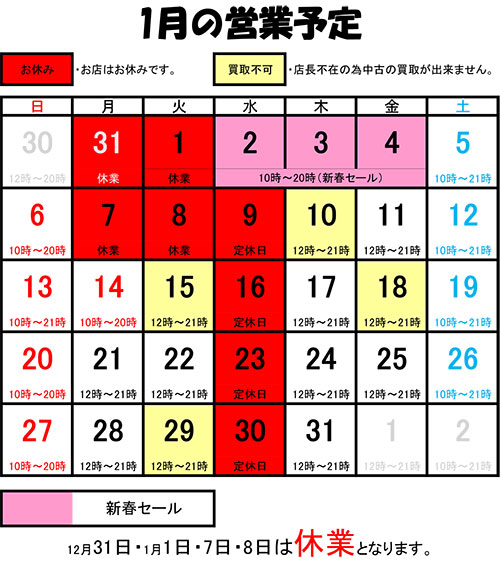 1月の営業予定
お休み ・お店はお休みです。 買取不可 ・店長不在の為中古の買取が出来ません。
日 月 火 水 木 金 土
30 31 1 2 3 4 5
12時～20時 休業 休業 10時～20時(新春セール) 10時～21時
6 7 8 9 10 11 12
10時～20時 休業 休業 定休日 12時～21時 12時～21時 10時～21時
13 14 15 16 17 18 19
10時～21時 10時～20時 12時～21時 定休日 12時～21時 12時～21時 10時～21時
20 21 22 23 24 25 26
10時～20時 12時～21時 12時～21時 定休日 12時～21時 12時～21時 10時～21時
27 28 29 30 31 1 2
10時～20時 12時～21時 12時～21時 定休日 12時～21時 12時～21時 10時～21時
新春セール
12月31日・1月1日・7日・8日は休業となります。